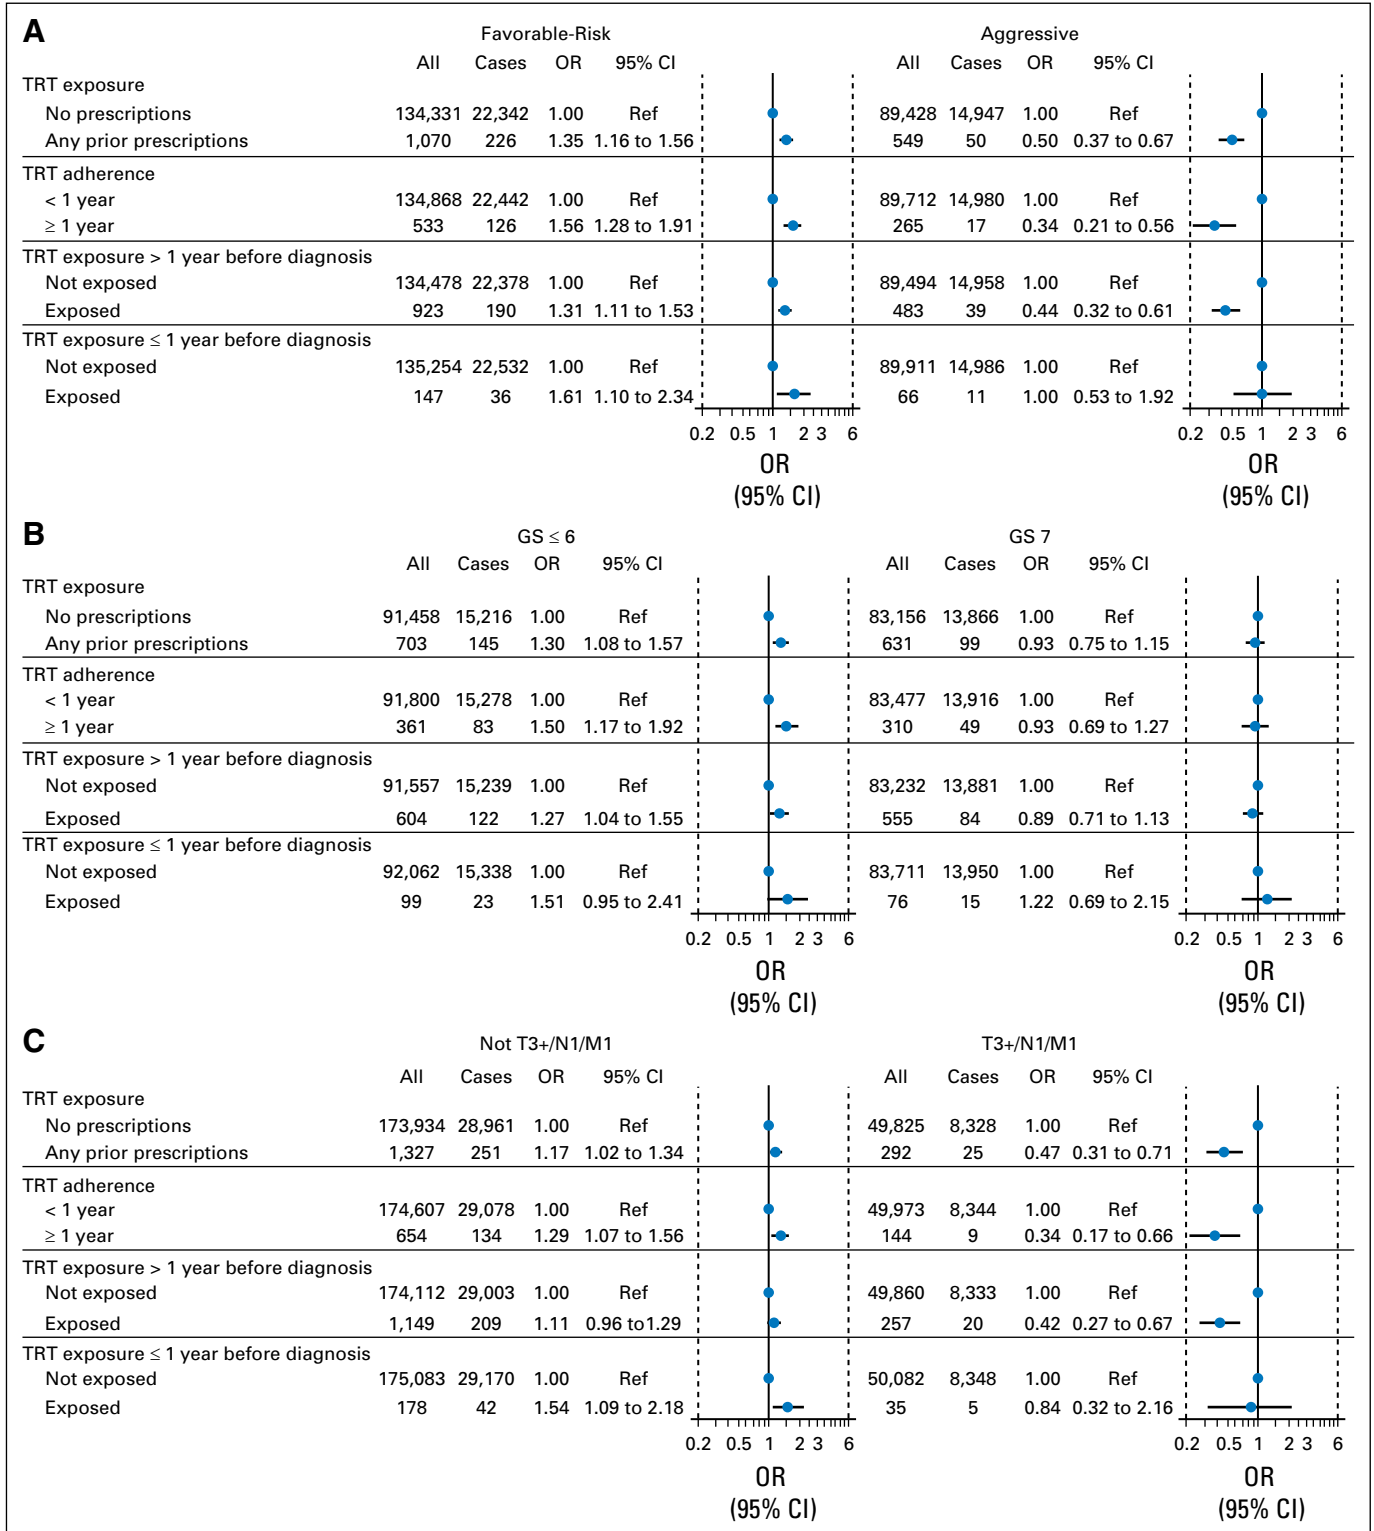 A
Favorable-Risk Aggressive
All Cases OR 95% CI All Cases OR 95% CI
TRT exposure
No prescriptions 134,331 22,342 1.00 Ref 89,428 14,947 1.00 Ref
Any prior prescriptions 1,070 226 1.35 1.16 to 1.56 549 50 0.50 0.37 to 0.67
TRT adherence
< 1 year 134,868 22,442 1.00 Ref 89,712 14,980 1.00 Ref
≥ 1 year 533 126 1.56 1.28 to 1.91 265 17 0.34 0.21 to 0.56
TRT exposure > 1 year before diagnosis
Not exposed 134,478 22,378 1.00 Ref 89,494 14,958 1.00 Ref
Exposed 923 190 1.31 1.11 to 1.53 483 39 0.44 0.32 to 0.61
TRT exposure ≤ 1 year before diagnosis
Not exposed 135,254 22,532 1.00 Ref 89,911 14,986 1.00 Ref
Exposed 147 36 1.61 1.10 to 2.34 66 11 1.00 0.53 to 1.92
0.2 0.5 1 2 3 6 0.2 0.5 1 2 3 6
OR OR
(95% CI) (95% CI)
B
GS ≤ 6 GS 7
All Cases OR 95% CI All Cases OR 95% CI
TRT exposure
No prescriptions 91,458 15,216 1.00 Ref 83,156 13,866 1.00 Ref
Any prior prescriptions 703 145 1.30 1.08 to 1.57 631 99 0.93 0.75 to 1.15
TRT adherence
< 1 year 91,800 15,278 1.00 Ref 83,477 13,916 1.00 Ref
≥ 1 year 361 83 1.50 1.17 to 1.92 310 49 0.93 0.69 to 1.27
TRT exposure > 1 year before diagnosis
Not exposed 91,557 15,239 1.00 Ref 83,232 13,881 1.00 Ref
Exposed 604 122 1.27 1.04 to 1.55 555 84 0.89 0.71 to 1.13
TRT exposure ≤ 1 year before diagnosis
Not exposed 92,062 15,338 1.00 Ref 83,711 13,950 1.00 Ref
Exposed 99 23 1.51 0.95 to 2.41 76 15 1.22 0.69 to 2.15
0.2 0.5 1 2 3 6 0.2 0.5 1 2 3 6
OR OR
(95% CI) (95% CI)
C
Not T3+/N1/M1 T3+/N1/M1
All Cases OR 95% CI All Cases OR 95% CI
TRT exposure
No prescriptions 173,934 28,961 1.00 Ref 49,825 8,328 1.00 Ref
Any prior prescriptions 1,327 251 1.17 1.02 to 1.34 292 25 0.47 0.31 to 0.71
TRT adherence
< 1 year 174,607 29,078 1.00 Ref 49,973 8,344 1.00 Ref
≥ 1 year 654 134 1.29 1.07 to 1.56 144 9 0.34 0.17 to 0.66
TRT exposure > 1 year before diagnosis
Not exposed 174,112 29,003 1.00 Ref 49,860 8,333 1.00 Ref
Exposed 1,149 209 1.11 0.96 to1.29 257 20 0.42 0.27 to 0.67
TRT exposure ≤ 1 year before diagnosis
Not exposed 175,083 29,170 1.00 Ref 50,082 8,348 1.00 Ref
Exposed 178 42 1.54 1.09 to 2.18 35 5 0.84 0.32 to 2.16
0.2 0.5 1 2 3 6 0.2 0.5 1 2 3 6
OR OR
(95% CI) (95% CI)